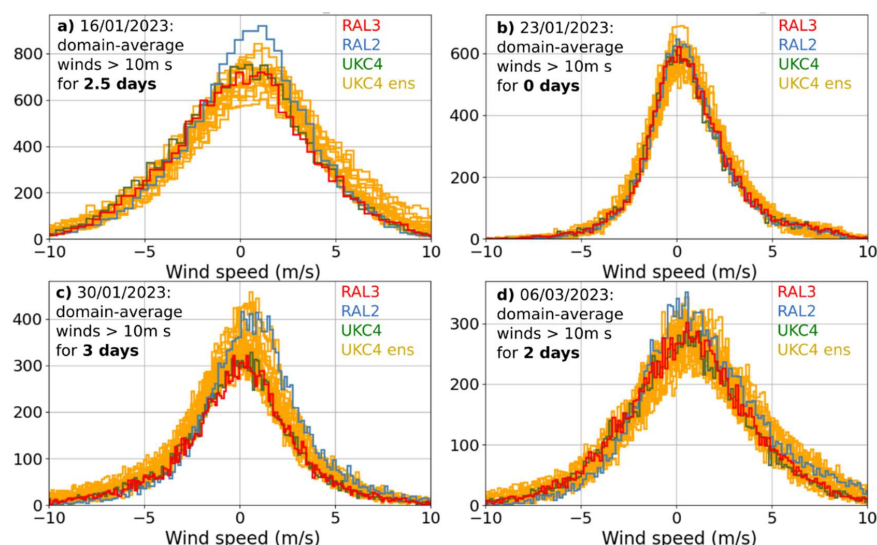 a) 16/01/2023:
domain-average
winds > 10m s
for 2.5 days
RAL3
RAL2
UKC4
UKC4 ens
800
600
400
200
0
−10
−5
0
5
10
Wind speed (m/s)
b) 23/01/2023:
domain-average
winds > 10m s
for 0 days
RAL3
RAL2
UKC4
UKC4 ens
600
400
200
0
−10
−5
0
5
10
Wind speed (m/s)
c) 30/01/2023:
domain-average
winds > 10m s
for 3 days
RAL3
RAL2
UKC4
UKC4 ens
400
300
200
100
0
−10
−5
0
5
10
Wind speed (m/s)
d) 06/03/2023:
domain-average
winds > 10m s
for 2 days
RAL3
RAL2
UKC4
UKC4 ens
300
200
100
0
−10
−5
0
5
10
Wind speed (m/s)